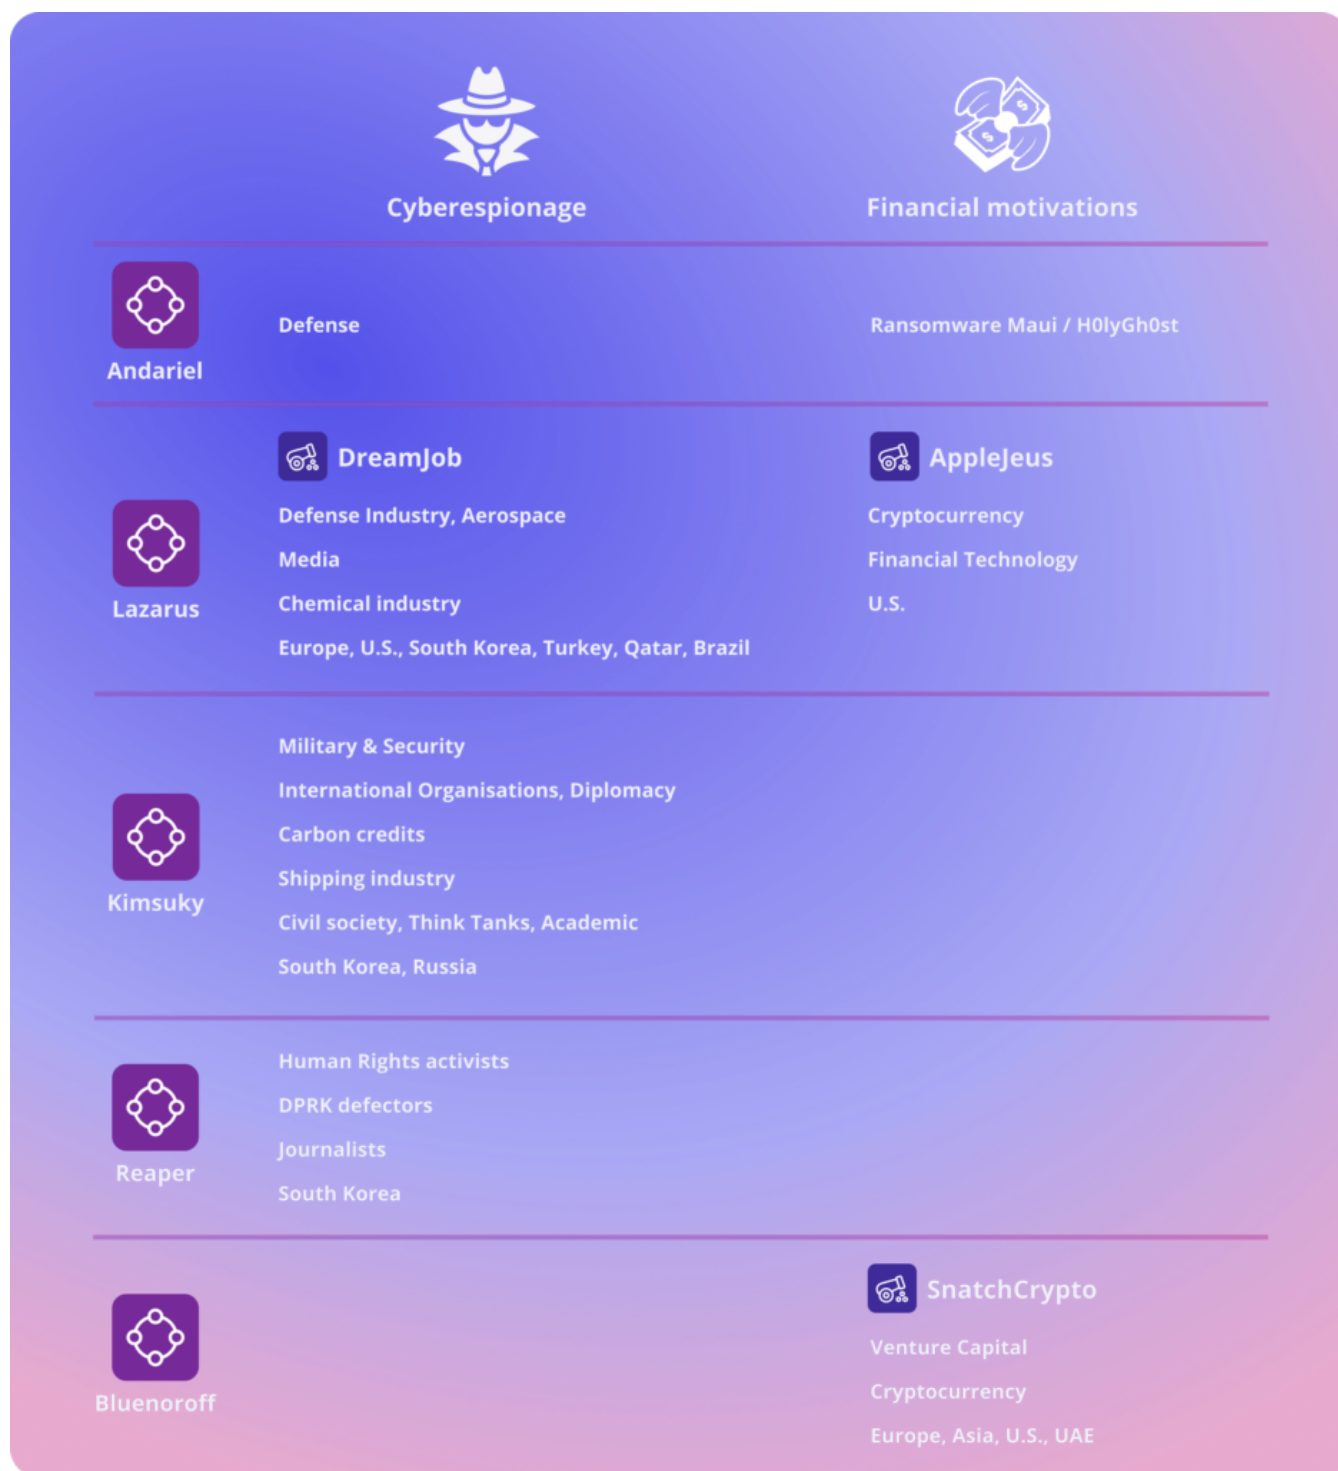 Cyberespionage
Financial motivations
Andariel
Defense
Ransomware Maui / H0lyGh0st
Lazarus
DreamJob
Defense Industry, Aerospace
Media
Chemical industry
Europe, U.S., South Korea, Turkey, Qatar, Brazil
AppleJeus
Cryptocurrency
Financial Technology
U.S.
Kimsuky
Military & Security
International Organisations, Diplomacy
Carbon credits
Shipping industry
Civil society, Think Tanks, Academic
South Korea, Russia
Reaper
Human Rights activists
DPRK defectors
Journalists
South Korea
Bluenoroff
SnatchCrypto
Venture Capital
Cryptocurrency
Europe, Asia, U.S., UAE